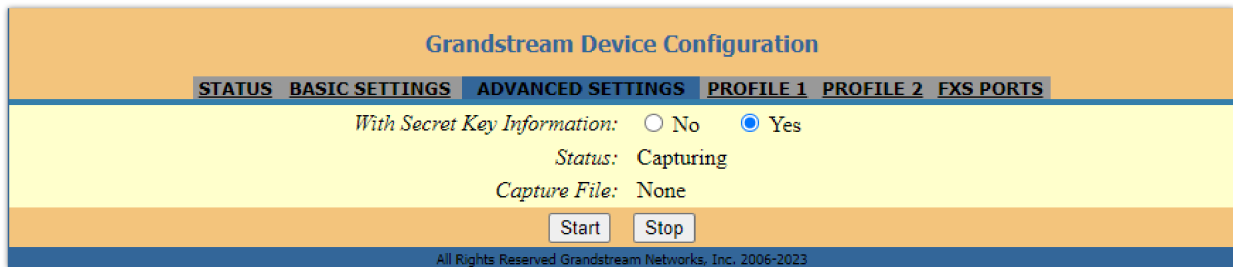 Grandstream Device Configuration
STATUS BASIC SETTINGS ADVANCED SETTINGS PROFILE 1 PROFILE 2 FXS PORTS
With Secret Key Information: No Yes
Status: Capturing
Capture File: None
Start Stop
All Rights Reserved Grandstream Networks, Inc. 2006-2023